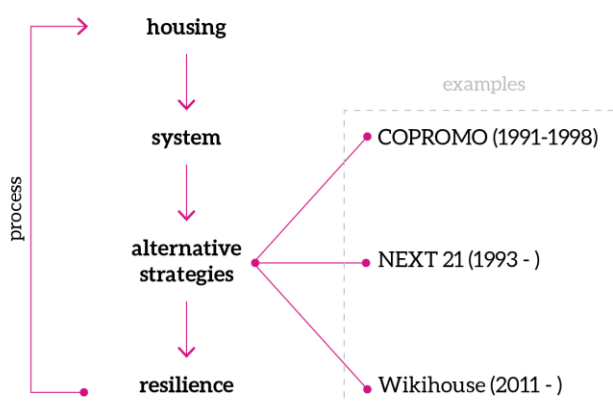 housing
examples
system
COPROMO (1991-1998)
process
alternative
strategies
NEXT 21 (1993 - )
resilience
Wikihouse (2011 - )